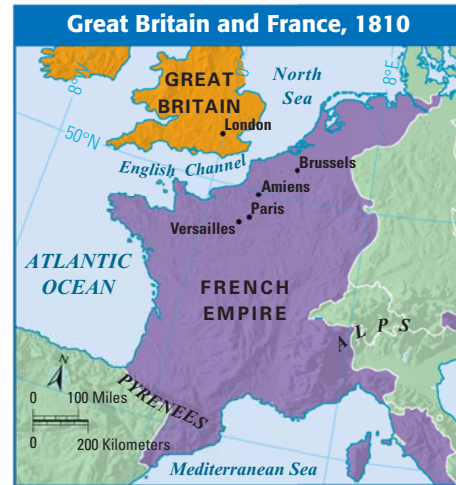 Great Britain and France, 1810
8°W
0°
8°E
North
Sea
GREAT
BRITAIN
London
50°N
English Channel
Brussels
Amiens
Paris
Versailles
ATLANTIC
OCEAN
FRENCH
EMPIRE
ALPS
N
PYRENEES
0 100 Miles
0 200 Kilometers
Mediterranean Sea